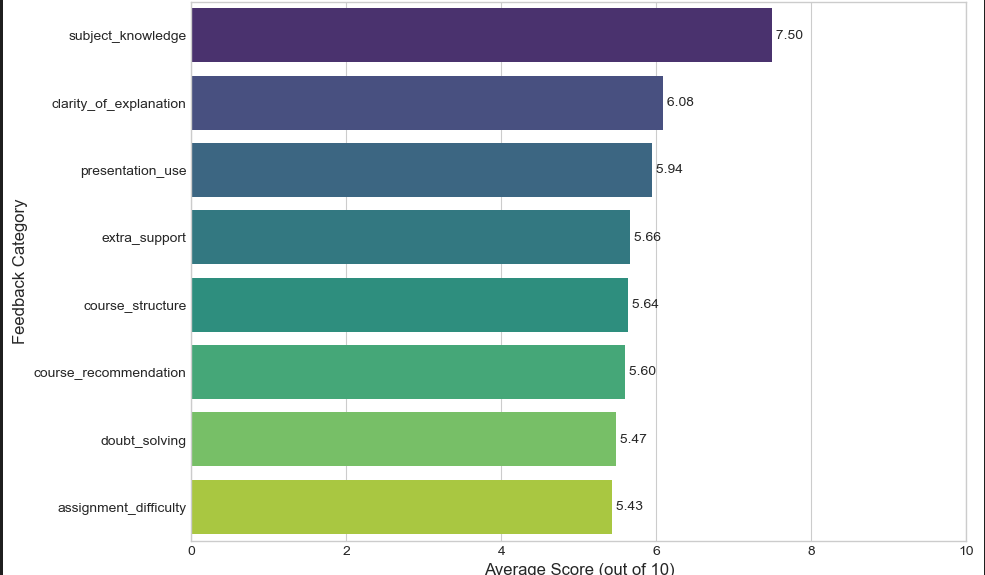 subject_knowledge 7.50
clarity_of_explanation 6.08
presentation_use 5.94
extra_support 5.66
Feedback Category
course_structure 5.64
course_recommendation 5.60
doubt_solving 5.47
assignment_difficulty 5.43
0 2 4 6 8 10
Average Score (out of 10)